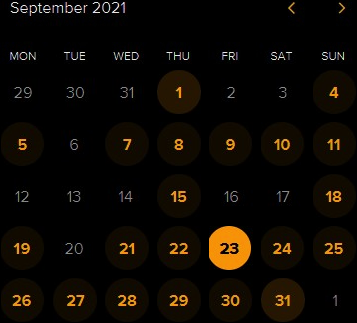 September 2021
MON TUE WED THU FRI SAT SUN
29 30 31 1 2 3 4
5 6 7 8 9 10 11
12 13 14 15 16 17 18
19 20 21 22 23 24 25
26 27 28 29 30 31 1